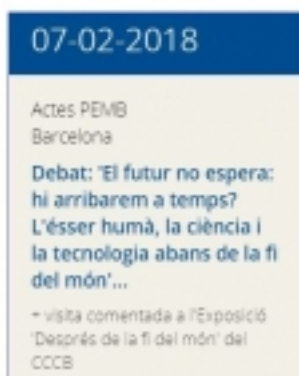 07-02-2018
Actes PEMB
Barcelona
Debat: 'El futur no espera:
hi arribarem a temps?
L'ésser humà, la ciència i
la tecnologia abans de la fi
del món'...
+ visita comentada a l'Exposició
'Després de la fi del món' del
CCCB